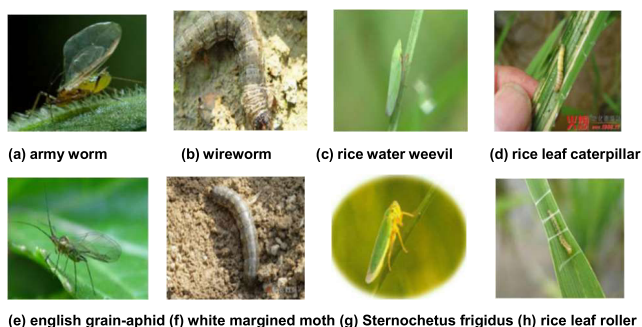 (a) army worm (b) wireworm (c) rice water weevil (d) rice leaf caterpillar
(e) english grain-aphid (f) white margined moth (g) Sternochetus frigidus (h) rice leaf roller